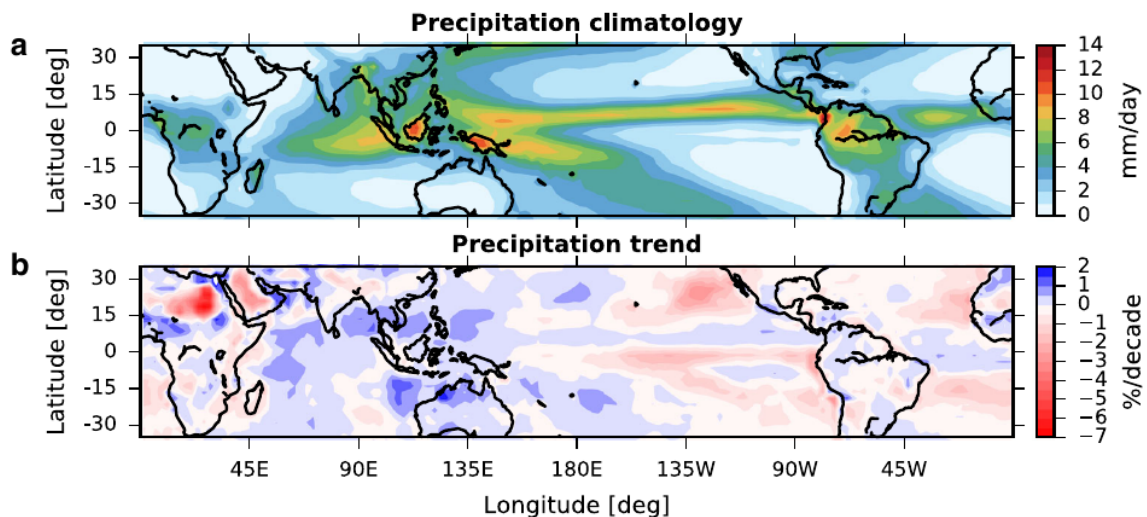 Precipitation climatology
a
Latitude [deg]
30
15
0
-15
-30
14
12
10
8
6
4
2
0
mm/day
Precipitation trend
b
Latitude [deg]
30
15
0
-15
-30
2
1
0
−1
−2
−3
−4
−5
−6
−7
%/decade
45E 90E 135E 180E 135W 90W 45W
Longitude [deg]